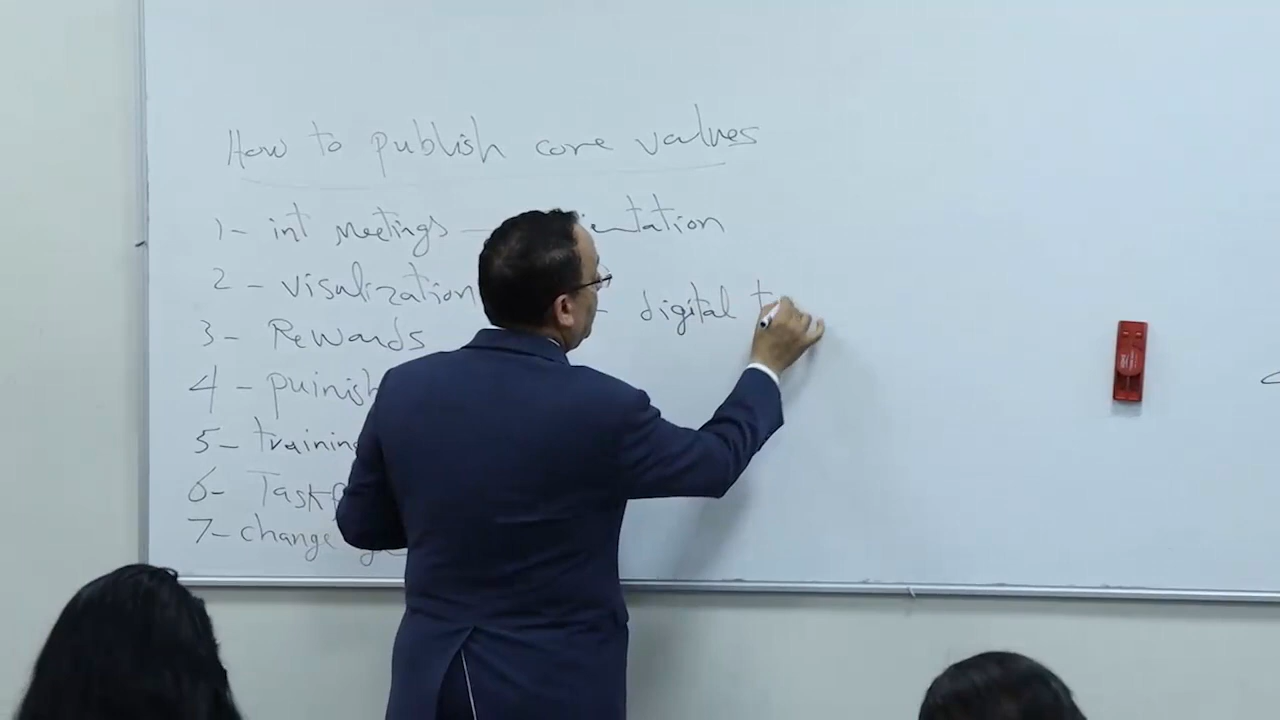 How to publish core values
1- int Meetings — entation
2 - visulization - digital t
3 - Rewards
4 - puinish
5 - training
6- Taskf
7- change